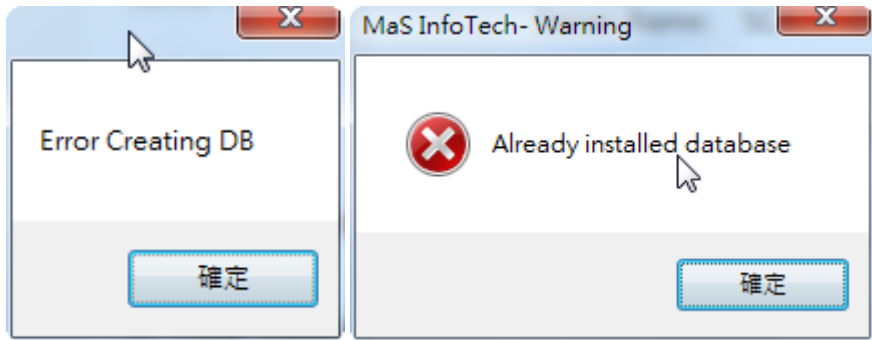 Error Creating DB
確定
MaS InfoTech- Warning
Already installed database
確定